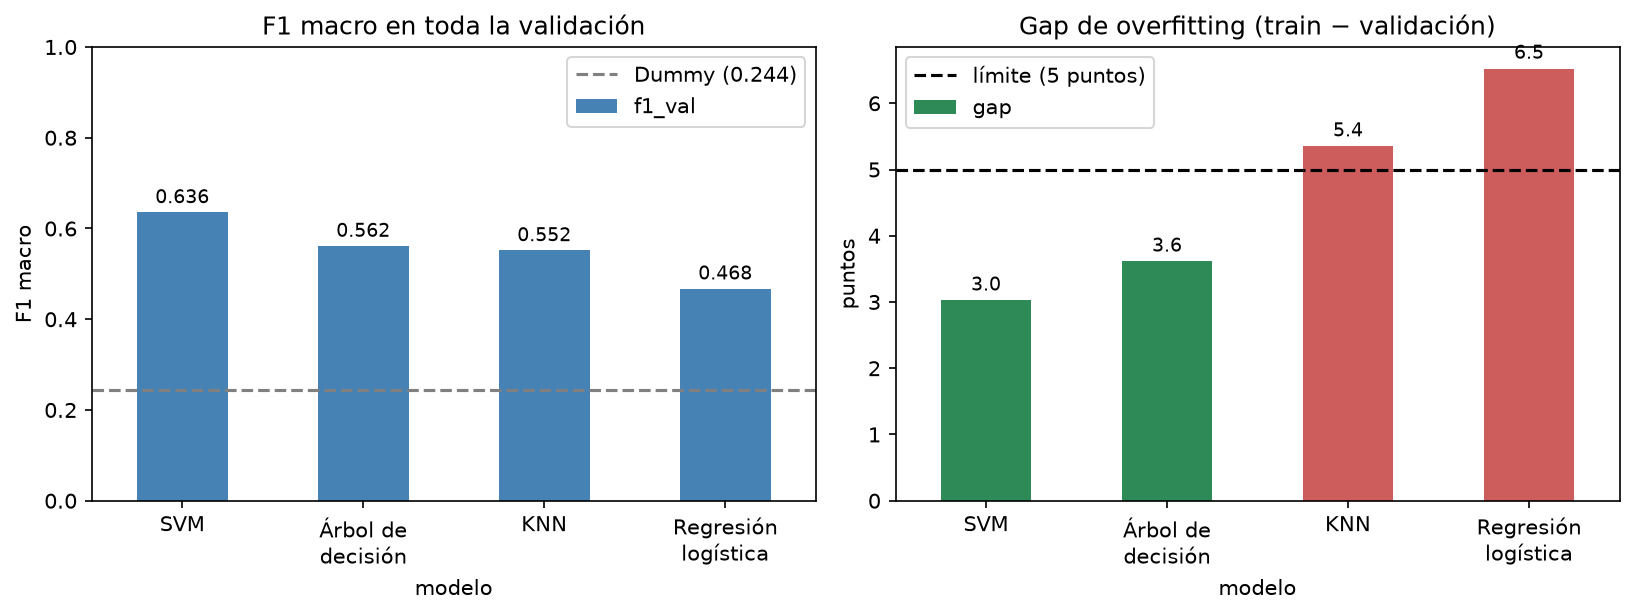 F1 macro en toda la validación
1.0
0.8
0.6
0.4
0.2
0.0
F1 macro
Dummy (0.244)
f1_val
0.636
0.562
0.552
0.468
SVM
Árbol de
decisión
KNN
Regresión
logística
modelo
Gap de overfitting (train − validación)
6
5
4
3
2
1
0
puntos
límite (5 puntos)
gap
3.0
3.6
5.4
6.5
SVM
Árbol de
decisión
KNN
Regresión
logística
modelo